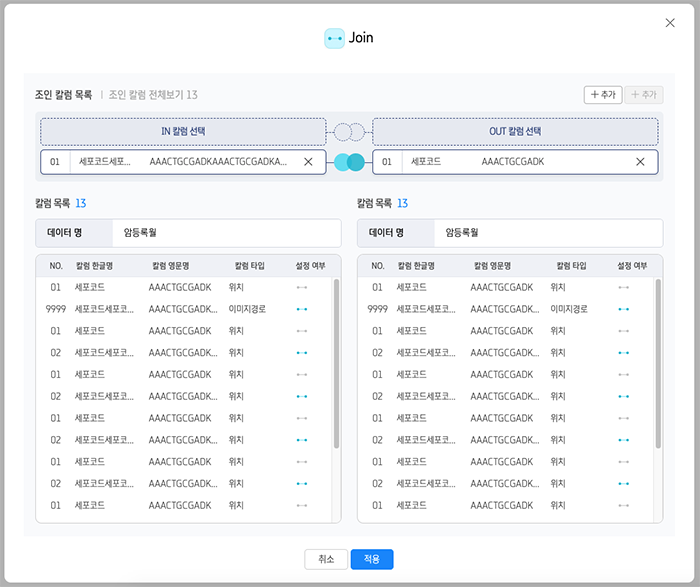 Join
조인 칼럼 목록 | 조인 칼럼 전체보기 13
+ 추가 + 추가
IN 칼럼 선택 OUT 칼럼 선택
01 세포코드세포... AAACTGCGADKAAACTGCGADKA... 01 세포코드 AAACTGCGADK
칼럼 목록 13 칼럼 목록 13
데이터 명 암등록월 데이터 명 암등록월
NO. 칼럼 한글명 칼럼 영문명 칼럼 타입 설정 여부 NO. 칼럼 한글명 칼럼 영문명 칼럼 타입 설정 여부
01 세포코드 AAACTGCGADK 위치 01 세포코드 AAACTGCGADK 위치
9999 세포코드세포코... AAACTGCGADK... 이미지경로 9999 세포코드세포코... AAACTGCGADK... 이미지경로
01 세포코드 AAACTGCGADK 위치 01 세포코드 AAACTGCGADK 위치
02 세포코드세포코... AAACTGCGADK... 위치 02 세포코드세포코... AAACTGCGADK... 위치
01 세포코드 AAACTGCGADK 위치 01 세포코드 AAACTGCGADK 위치
02 세포코드세포코... AAACTGCGADK... 위치 02 세포코드세포코... AAACTGCGADK... 위치
01 세포코드 AAACTGCGADK 위치 01 세포코드 AAACTGCGADK 위치
02 세포코드세포코... AAACTGCGADK... 위치 02 세포코드세포코... AAACTGCGADK... 위치
01 세포코드 AAACTGCGADK 위치 01 세포코드 AAACTGCGADK 위치
02 세포코드세포코... AAACTGCGADK... 위치 02 세포코드세포코... AAACTGCGADK... 위치
01 세포코드 AAACTGCGADK 위치 01 세포코드 AAACTGCGADK 위치
취소 적용